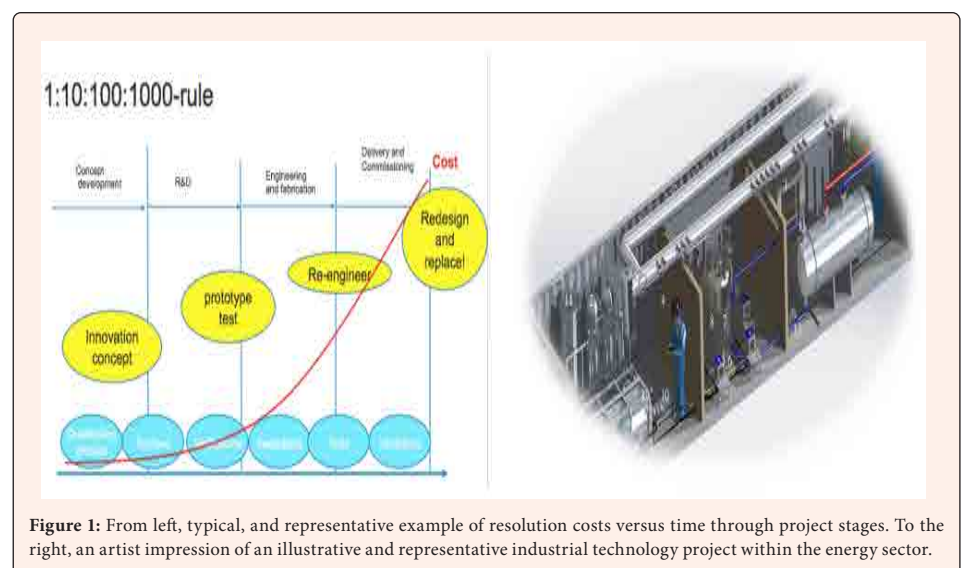 1:10:100:1000-rule
Concept
development
R&D
Engineering
and fabrication
Delivery and
Commissioning
Cost
Redesign
and
replace!
Re-engineer
prototype
test
Innovation
concept
Figure 1: From left, typical, and representative example of resolution costs versus time through project stages. To the
right, an artist impression of an illustrative and representative industrial technology project within the energy sector.